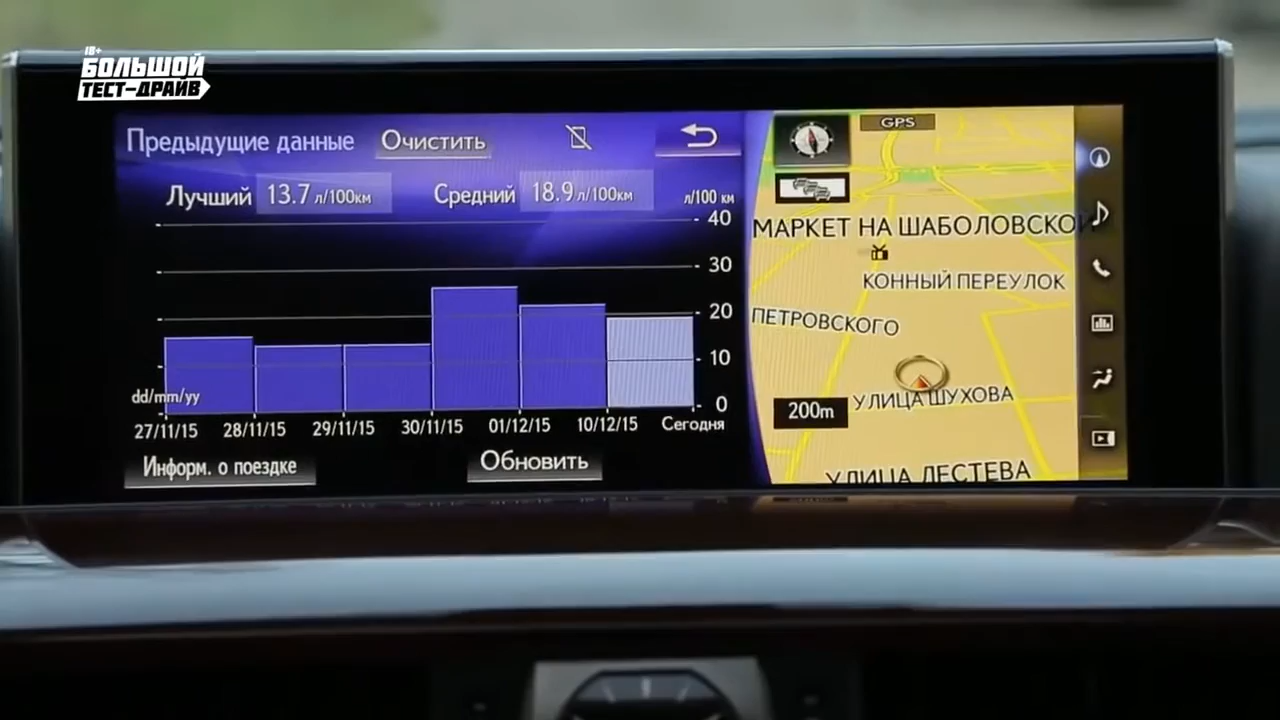 18+
БОЛЬШОЙ
ТЕСТ-ДРАЙВ
Предыдущие данные
Очистить
Лучший 13.7 л/100км
Средний 18.9 л/100км
л/100 км
40
30
20
10
0
dd/mm/yy
27/11/15 28/11/15 29/11/15 30/11/15 01/12/15 10/12/15 Сегодня
Информ. о поездке
Обновить
GPS
МАРКЕТ НА ШАБОЛОВСКОЙ
КОННЫЙ ПЕРЕУЛОК
ПЕТРОВСКОГО
200m
УЛИЦА ШУХОВА
УЛИЦА ЛЕСТЕВА